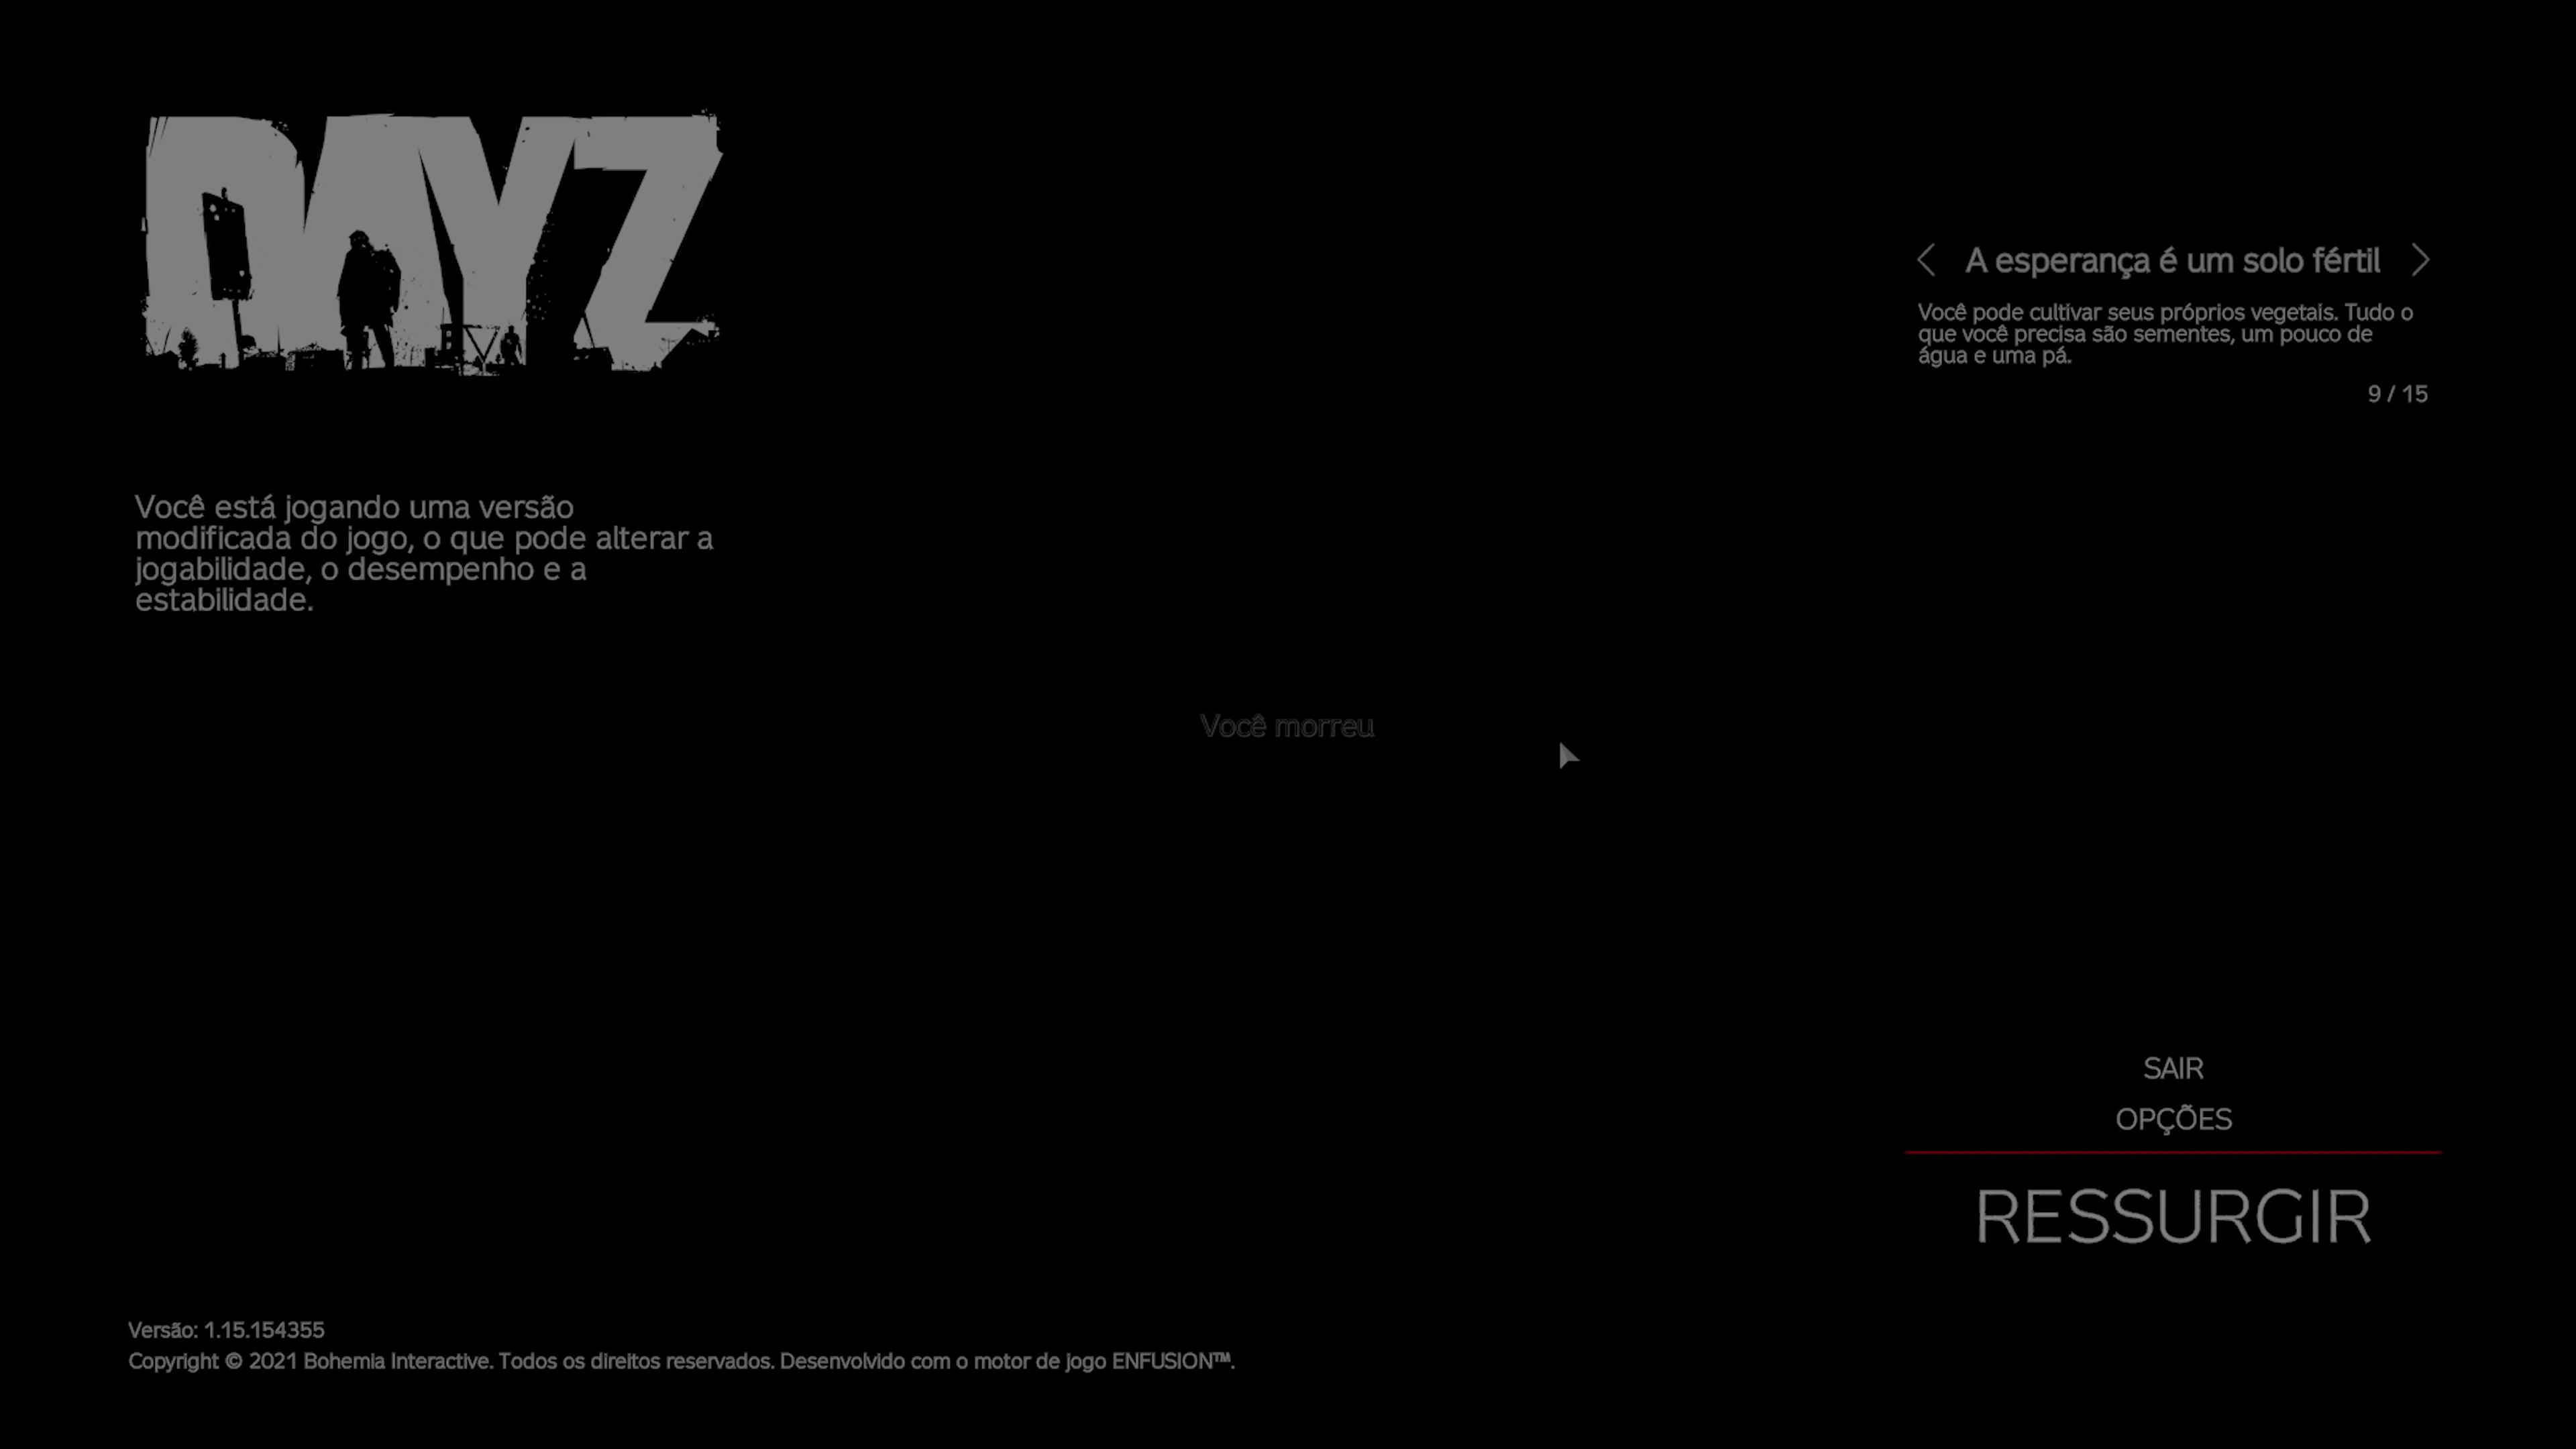 DAYZ
A esperança é um solo fértil
Você pode cultivar seus próprios vegetais. Tudo o
que você precisa são sementes, um pouco de
água e uma pá.
9 / 15
Você está jogando uma versão
modificada do jogo, o que pode alterar a
jogabilidade, o desempenho e a
estabilidade.
Você morreu
SAIR
OPÇÕES
RESSURGIR
Versão: 1.15.154355
Copyright © 2021 Bohemia Interactive. Todos os direitos reservados. Desenvolvido com o motor de jogo ENFUSION™.